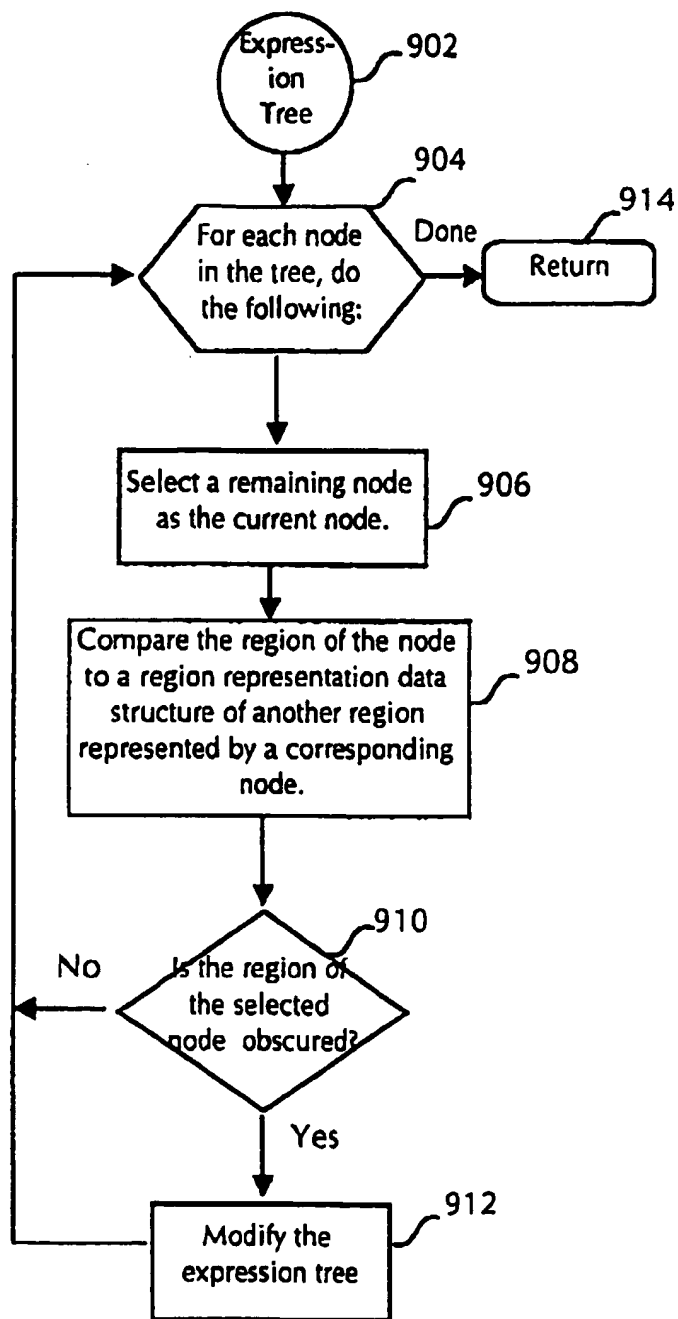 Express-
ion
Tree
902
904
For each node
in the tree, do
the following:
Done
914
Return
Select a remaining node
as the current node.
906
Compare the region of the node
to a region representation data
structure of another region
represented by a corresponding
node.
908
910
Is the region of
the selected
node obscured?
No
Yes
Modify the
expression tree
912